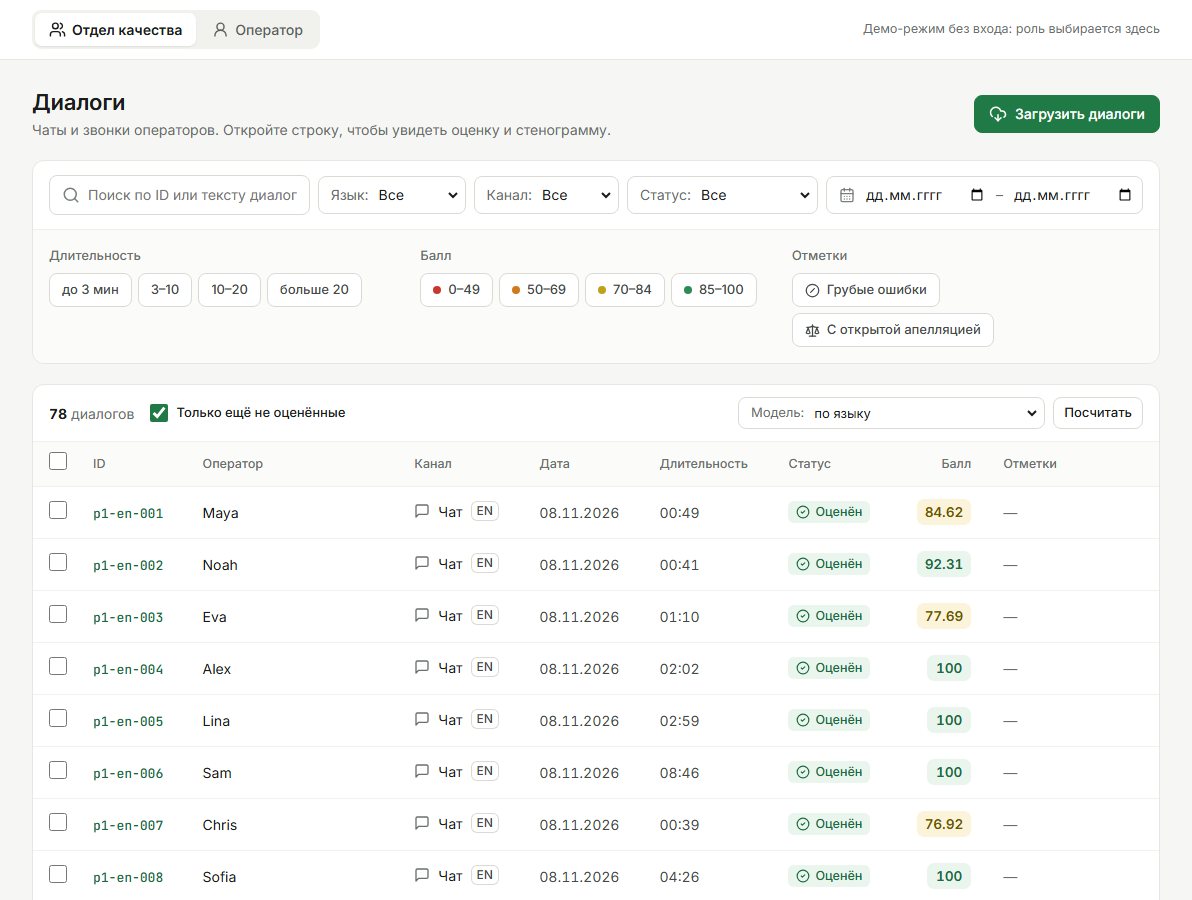 Отдел качества Оператор Демо-режим без входа: роль выбирается здесь
Диалоги
Чаты и звонки операторов. Откройте строку, чтобы увидеть оценку и стенограмму.
Загрузить диалоги
Поиск по ID или тексту диалог Язык: Все Канал: Все Статус: Все дд.мм.гггг – дд.мм.гггг
Длительность Балл Отметки
до 3 мин 3–10 10–20 больше 20 0–49 50–69 70–84 85–100 Грубые ошибки
С открытой апелляцией
78 диалогов Только ещё не оценённые Модель: по языку Посчитать
ID Оператор Канал Дата Длительность Статус Балл Отметки
p1-en-001 Maya Чат EN 08.11.2026 00:49 Оценён 84.62 —
p1-en-002 Noah Чат EN 08.11.2026 00:41 Оценён 92.31 —
p1-en-003 Eva Чат EN 08.11.2026 01:10 Оценён 77.69 —
p1-en-004 Alex Чат EN 08.11.2026 02:02 Оценён 100 —
p1-en-005 Lina Чат EN 08.11.2026 02:59 Оценён 100 —
p1-en-006 Sam Чат EN 08.11.2026 08:46 Оценён 100 —
p1-en-007 Chris Чат EN 08.11.2026 00:39 Оценён 76.92 —
p1-en-008 Sofia Чат EN 08.11.2026 04:26 Оценён 100 —